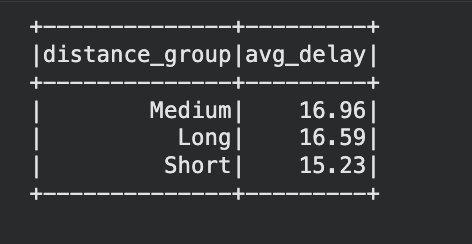 +--------------+---------+
|distance_group|avg_delay|
+--------------+---------+
|        Medium|    16.96|
|          Long|    16.59|
|         Short|    15.23|
+--------------+---------+